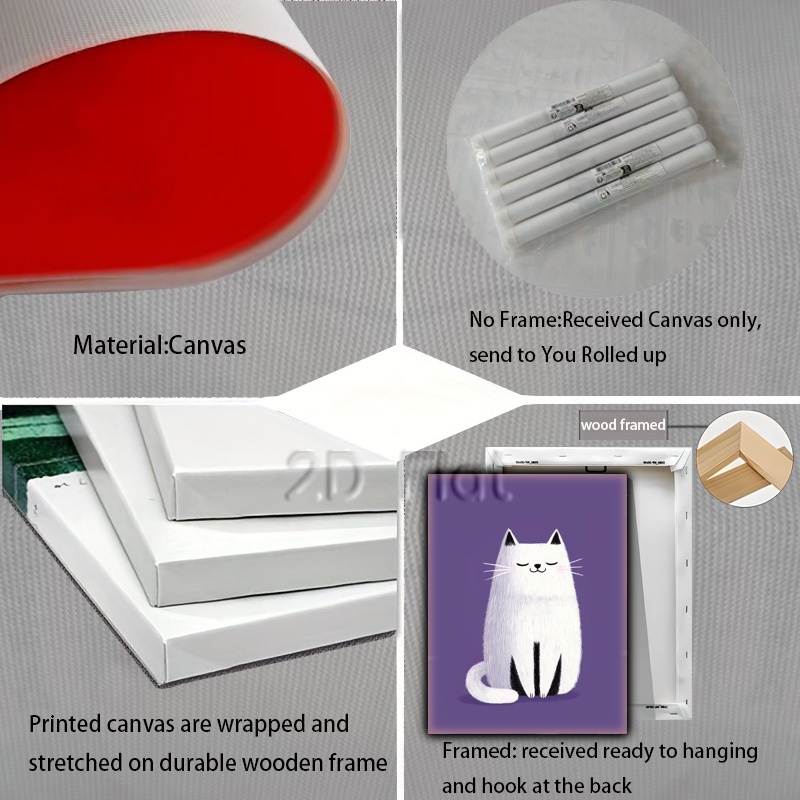 Material:Canvas
No Frame:Received Canvas only,
send to You Rolled up
2D Flat
wood framed
Printed canvas are wrapped and
stretched on durable wooden frame
Framed: received ready to hanging
and hook at the back